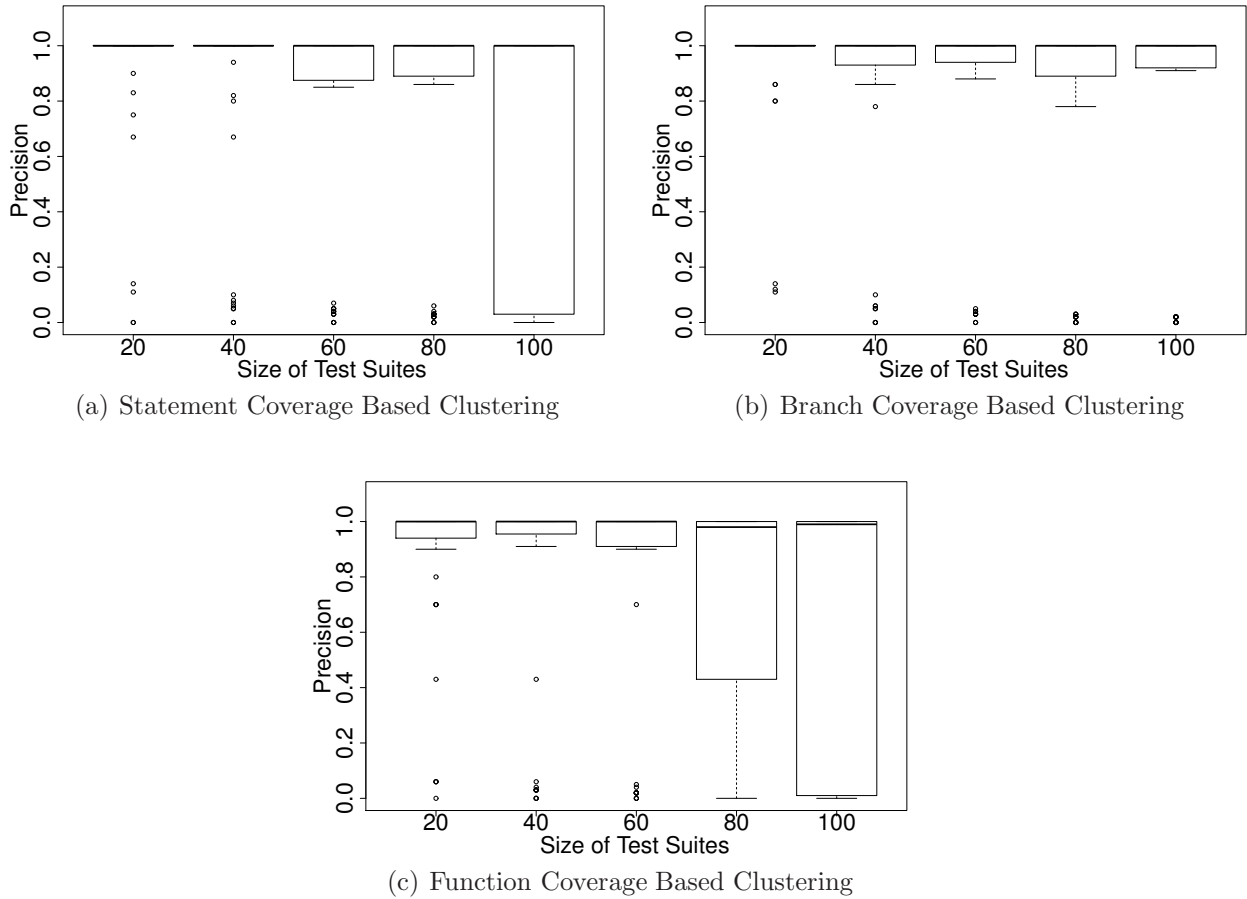 1.0
0.8
0.6
0.4
0.2
0.0
Precision
20 40 60 80 100
Size of Test Suites
(a) Statement Coverage Based Clustering
1.0
0.8
0.6
0.4
0.2
0.0
Precision
20 40 60 80 100
Size of Test Suites
(b) Branch Coverage Based Clustering
1.0
0.8
0.6
0.4
0.2
0.0
Precision
20 40 60 80 100
Size of Test Suites
(c) Function Coverage Based Clustering